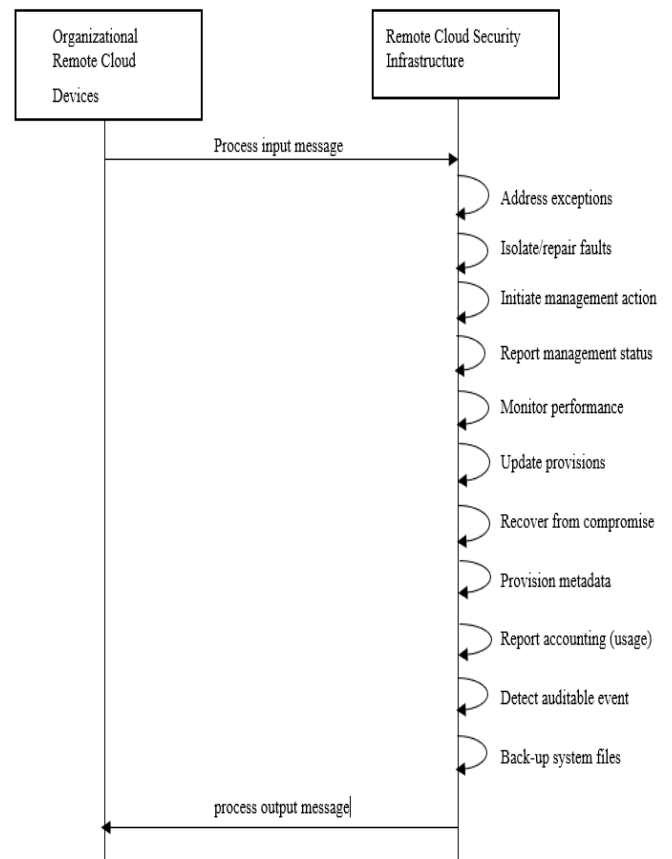 Organizational
Remote Cloud
Devices
Remote Cloud Security
Infrastructure
Process input message
Address exceptions
Isolate/repair faults
Initiate management action
Report management status
Monitor performance
Update provisions
Recover from compromise
Provision metadata
Report accounting (usage)
Detect auditable event
Back-up system files
process output message